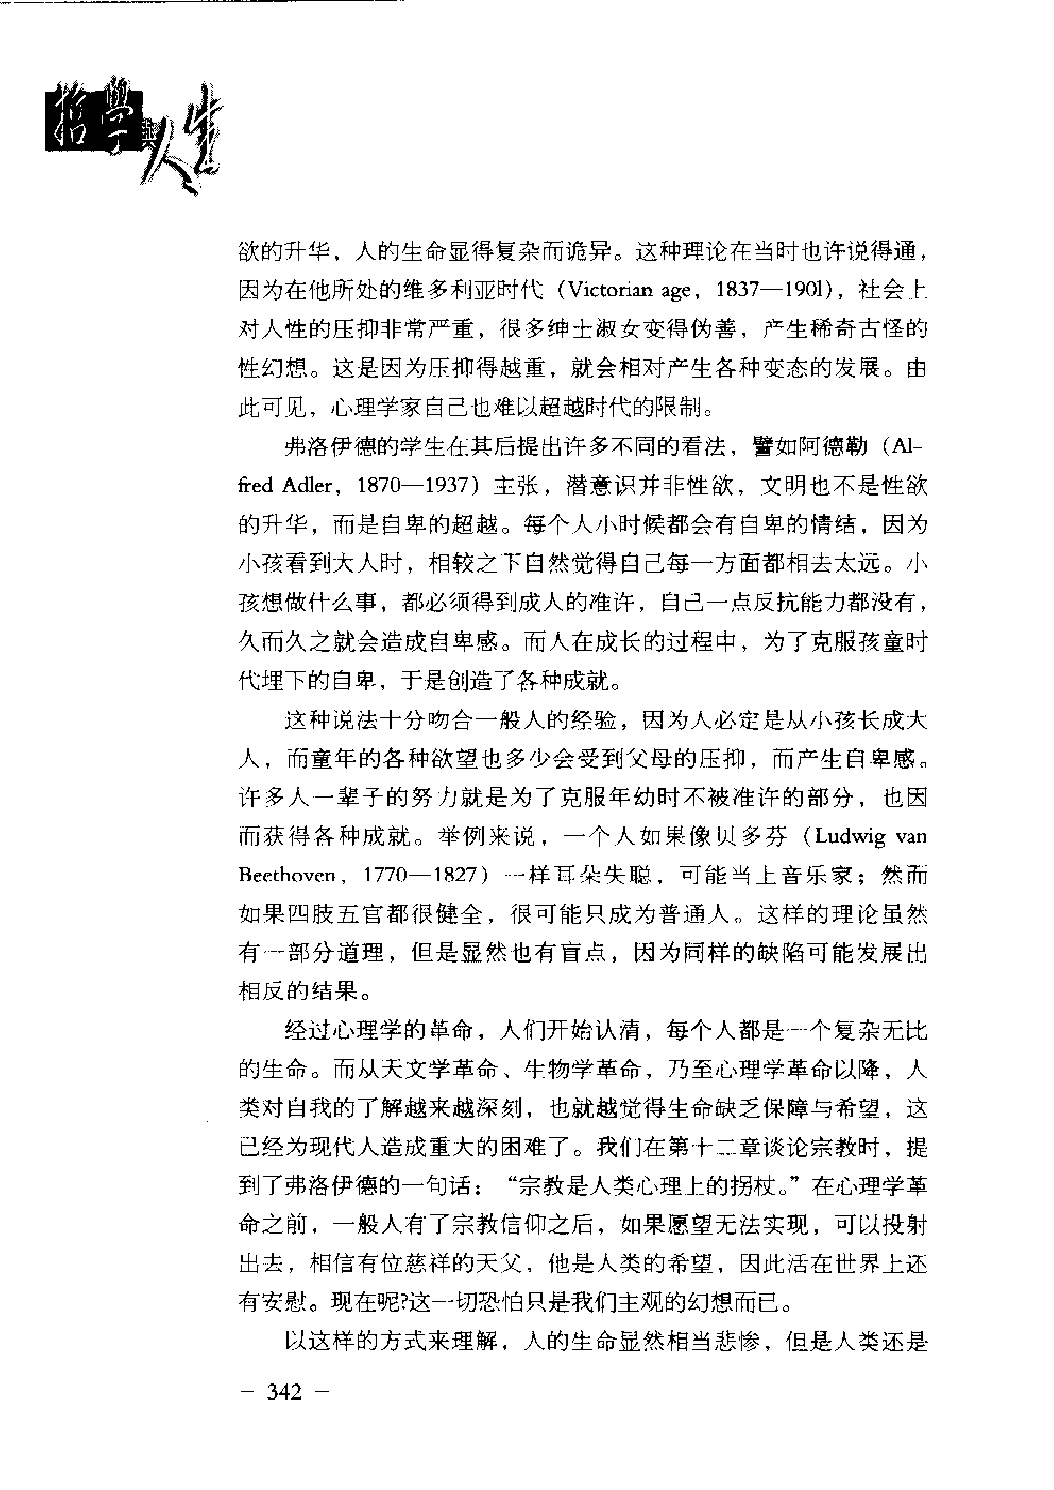 哲學與人生
欲的升华，人的生命显得复杂而诡异。这种理论在当时也许说得通，
因为在他所处的维多利亚时代（Victorian age，1837—1901），社会上
对人性的压抑非常严重，很多绅士淑女变得伪善，产生稀奇古怪的
性幻想。这是因为压抑得越重，就会相对产生各种变态的发展。由
此可见，心理学家自己也难以超越时代的限制。
弗洛伊德的学生在其后提出许多不同的看法，譬如阿德勒（Al-
fred Adler，1870—1937）主张，潜意识并非性欲，文明也不是性欲
的升华，而是自卑的超越。每个人小时候都会有自卑的情结，因为
小孩看到大人时，相较之下自然觉得自己每一方面都相去太远。小
孩想做什么事，都必须得到成人的准许，自己一点反抗能力都没有，
久而久之就会造成自卑感。而人在成长的过程中，为了克服孩童时
代埋下的自卑，于是创造了各种成就。
这种说法十分吻合一般人的经验，因为人必定是从小孩长成大
人，而童年的各种欲望也多少会受到父母的压抑，而产生自卑感。
许多人一辈子的努力就是为了克服年幼时不被准许的部分，也因
而获得各种成就。举例来说，一个人如果像贝多芬（Ludwig van
Beethoven，1770—1827）一样耳朵失聪，可能当上音乐家；然而
如果四肢五官都很健全，很可能只成为普通人。这样的理论虽然
有一部分道理，但是显然也有盲点，因为同样的缺陷可能发展出
相反的结果。
经过心理学的革命，人们开始认清，每个人都是一个复杂无比
的生命。而从天文学革命、生物学革命，乃至心理学革命以降，人
类对自我的了解越来越深刻，也就越觉得生命缺乏保障与希望，这
已经为现代人造成重大的困难了。我们在第十二章谈论宗教时，提
到了弗洛伊德的一句话：“宗教是人类心理上的拐杖。”在心理学革
命之前，一般人有了宗教信仰之后，如果愿望无法实现，可以投射
出去，相信有位慈祥的天父，他是人类的希望，因此活在世界上还
有安慰。现在呢?这一切恐怕只是我们主观的幻想而已。
以这样的方式来理解，人的生命显然相当悲惨，但是人类还是
- 342 -